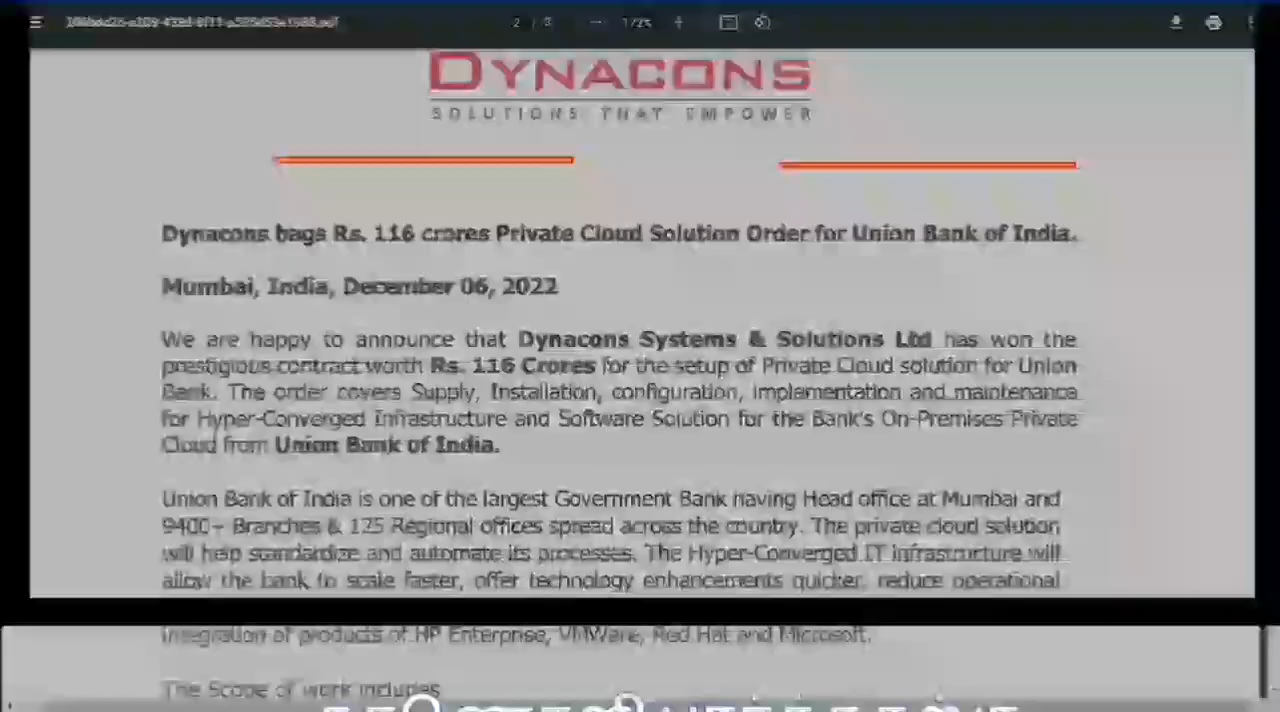 2 /
DYNACONS
SOLUTIONS THAT EMPOWER
Dynacons bags Rs. 116 crores Private Cloud Solution Order for Union Bank of India.
Mumbai, India, December 06, 2022
We are happy to announce that Dynacons Systems & Solutions Ltd has won the
prestigious contract worth Rs. 116 Crores for the setup of Private Cloud solution for Union
Bank. The order covers Supply, Installation, configuration, implementation and maintenance
for Hyper-Converged Infrastructure and Software Solution for the Bank's On-Premises Private
Cloud from Union Bank of India.
Union Bank of India is one of the largest Government Bank having Head office at Mumbai and
9400+ Branches & 125 Regional offices spread across the country. The private cloud solution
will help standardize and automate its processes. The Hyper-Converged IT infrastructure will
allow the bank to scale faster, offer technology enhancements quicker, reduce operational
integration of products of HP Enterprise, VMWare, Red Hat and Microsoft.
The Scope of work includes